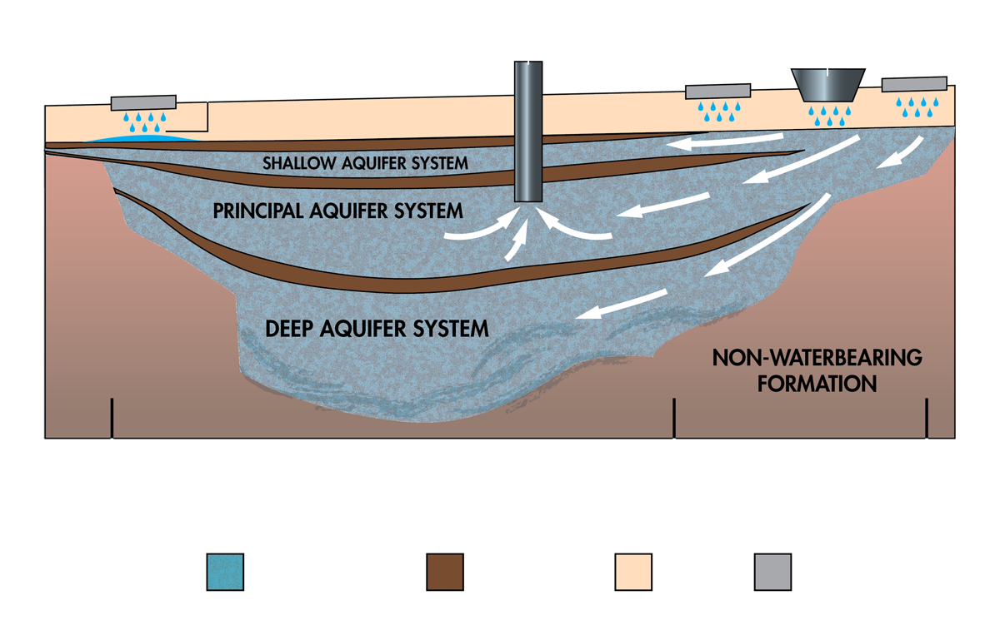 SHALLOW AQUIFER SYSTEM
PRINCIPAL AQUIFER SYSTEM
DEEP AQUIFER SYSTEM
NON-WATERBEARING
FORMATION